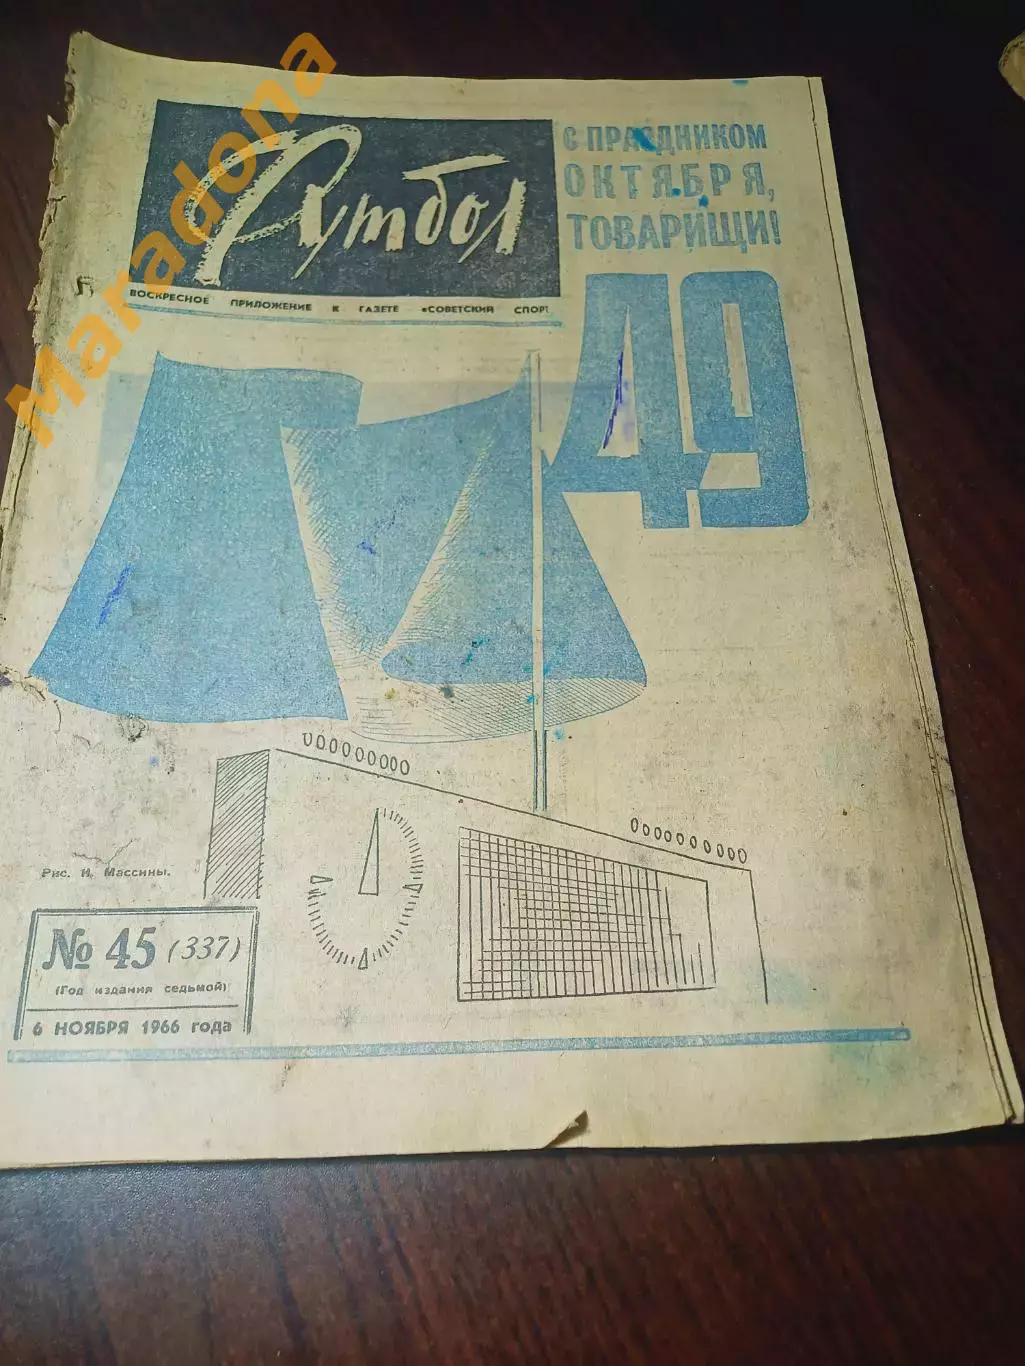 Maradona
Футбол
ВОСКРЕСНОЕ ПРИЛОЖЕНИЕ К ГАЗЕТЕ «СОВЕТСКИЙ СПОРТ
С ПРАЗДНИКОМ
ОКТЯБРЯ,
ТОВАРИЩИ!
49
Рис. И. Массины.
№ 45 (337)
(Год издания седьмой)
6 НОЯБРЯ 1966 года